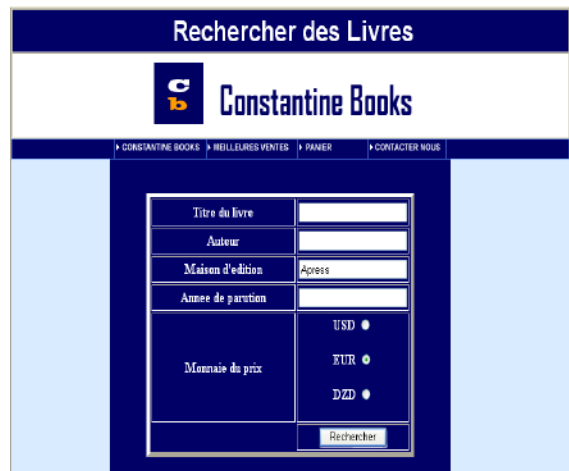 Rechercher des Livres
c
b
Constantine Books
CONSTANTINE BOOKS MEILLEURES VENTES PANIER CONTACTER NOUS
Titre du livre
Auteur
Maison d'edition Apress
Annee de parution
USD
Monnaie du prix EUR
DZD
Rechercher